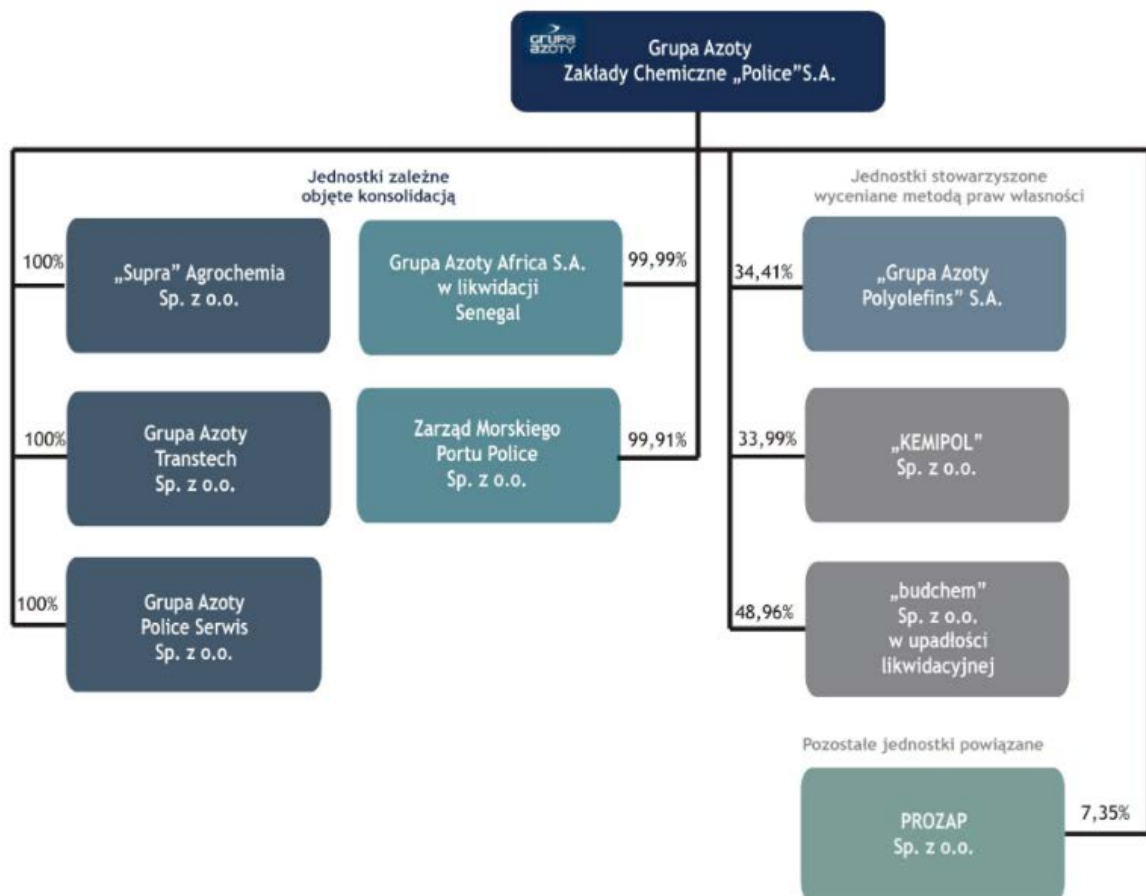 GRUPA
AZOTY
Grupa Azoty
Zakłady Chemiczne „Police”S.A.
Jednostki zależne
objęte konsolidacją
100%
„Supra” Agrochemia
Sp. z o.o.
Grupa Azoty Africa S.A.
w likwidacji
Senegal
99,99%
100%
Grupa Azoty
Transtech
Sp. z o.o.
Zarząd Morskiego
Portu Police
Sp. z o.o.
99,91%
100%
Grupa Azoty
Police Serwis
Sp. z o.o.
Jednostki stowarzyszone
wyceniane metodą praw własności
34,41%
„Grupa Azoty
Polyolefins” S.A.
33,99%
„KEMIPOL”
Sp. z o.o.
48,96%
„budchem”
Sp. z o.o.
w upadłości
likwidacyjnej
Pozostałe jednostki powiązane
PROZAP
Sp. z o.o.
7,35%